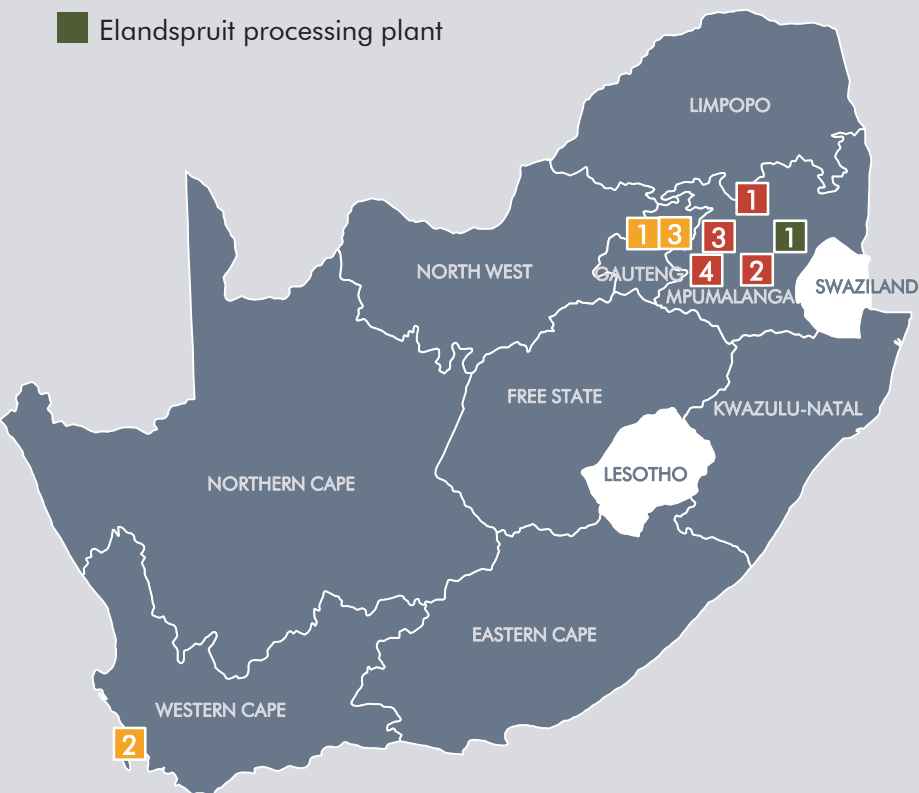 Elandspruit processing plant
LIMPOPO
1
1 3
3
1
NORTH WEST
GAUTENG
4
2
MPUMALANGA
SWAZILAND
FREE STATE
KWAZULU-NATAL
NORTHERN CAPE
LESOTHO
EASTERN CAPE
WESTERN CAPE
2